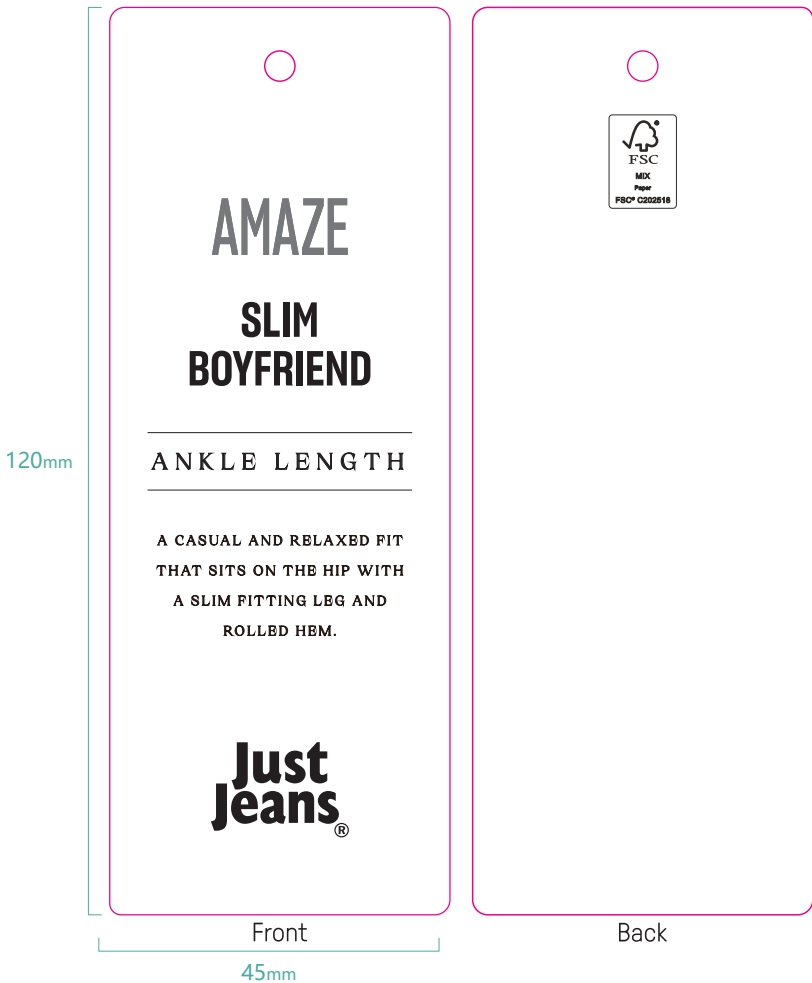 AMAZE
SLIM
BOYFRIEND
ANKLE LENGTH
A CASUAL AND RELAXED FIT
THAT SITS ON THE HIP WITH
A SLIM FITTING LEG AND
ROLLED HEM.
Just
Jeans®
120mm
Front
45mm
FSC
MIX
Paper
FSC® C202518
Back